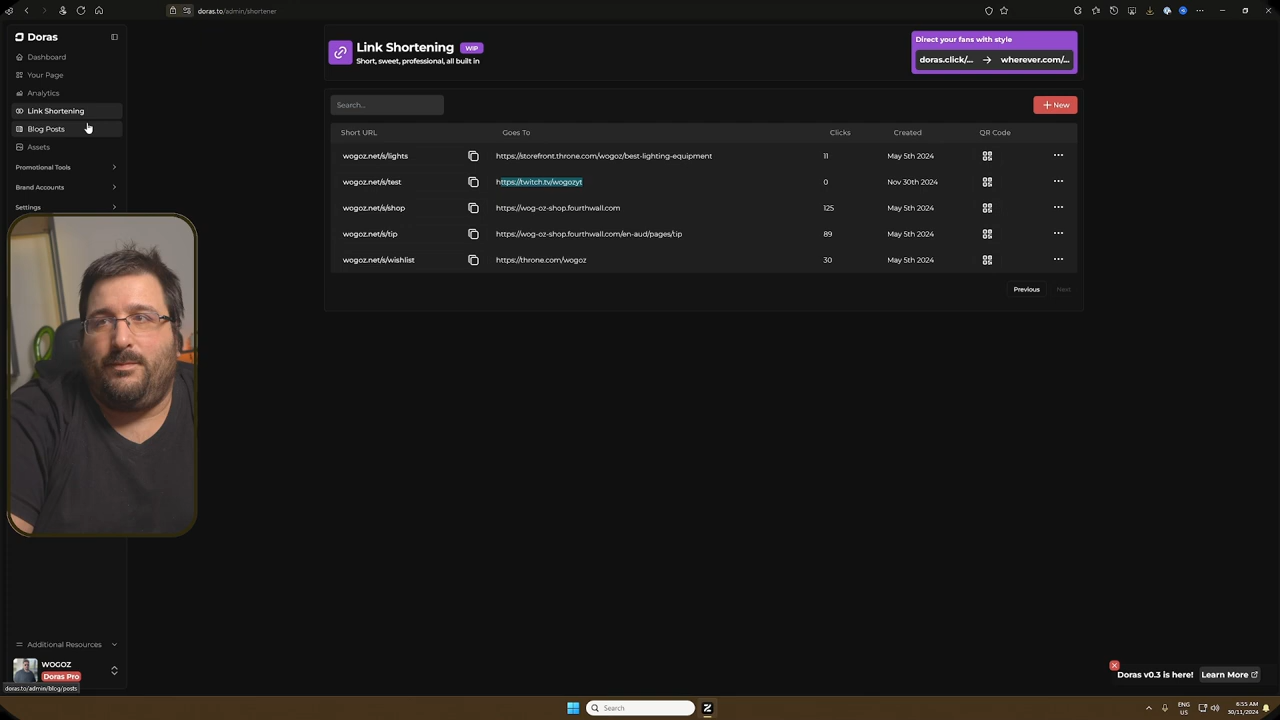 doras.to/admin/shortener
Doras
Dashboard
Your Page
Analytics
Link Shortening
Blog Posts
Assets
Promotional Tools
Brand Accounts
Settings
Link Shortening WIP
Short, sweet, professional, all built in
Direct your fans with style
doras.click/... → wherever.com/...
Search...
+ New
Short URL Goes To Clicks Created QR Code
wogoz.net/s/lights https://storefront.throne.com/wogoz/best-lighting-equipment 11 May 5th 2024
wogoz.net/s/test https://twitch.tv/wogozyt 0 Nov 30th 2024
wogoz.net/s/shop https://wog-oz-shop.fourthwall.com 125 May 5th 2024
wogoz.net/s/tip https://wog-oz-shop.fourthwall.com/en-aud/pages/tip 89 May 5th 2024
wogoz.net/s/wishlist https://throne.com/wogoz 30 May 5th 2024
Previous Next
Additional Resources
WOGOZ
Doras Pro
doras.to/admin/blog/posts
Doras v0.3 is here! Learn More
Search
ENG
US
6:55 AM
30/11/2024